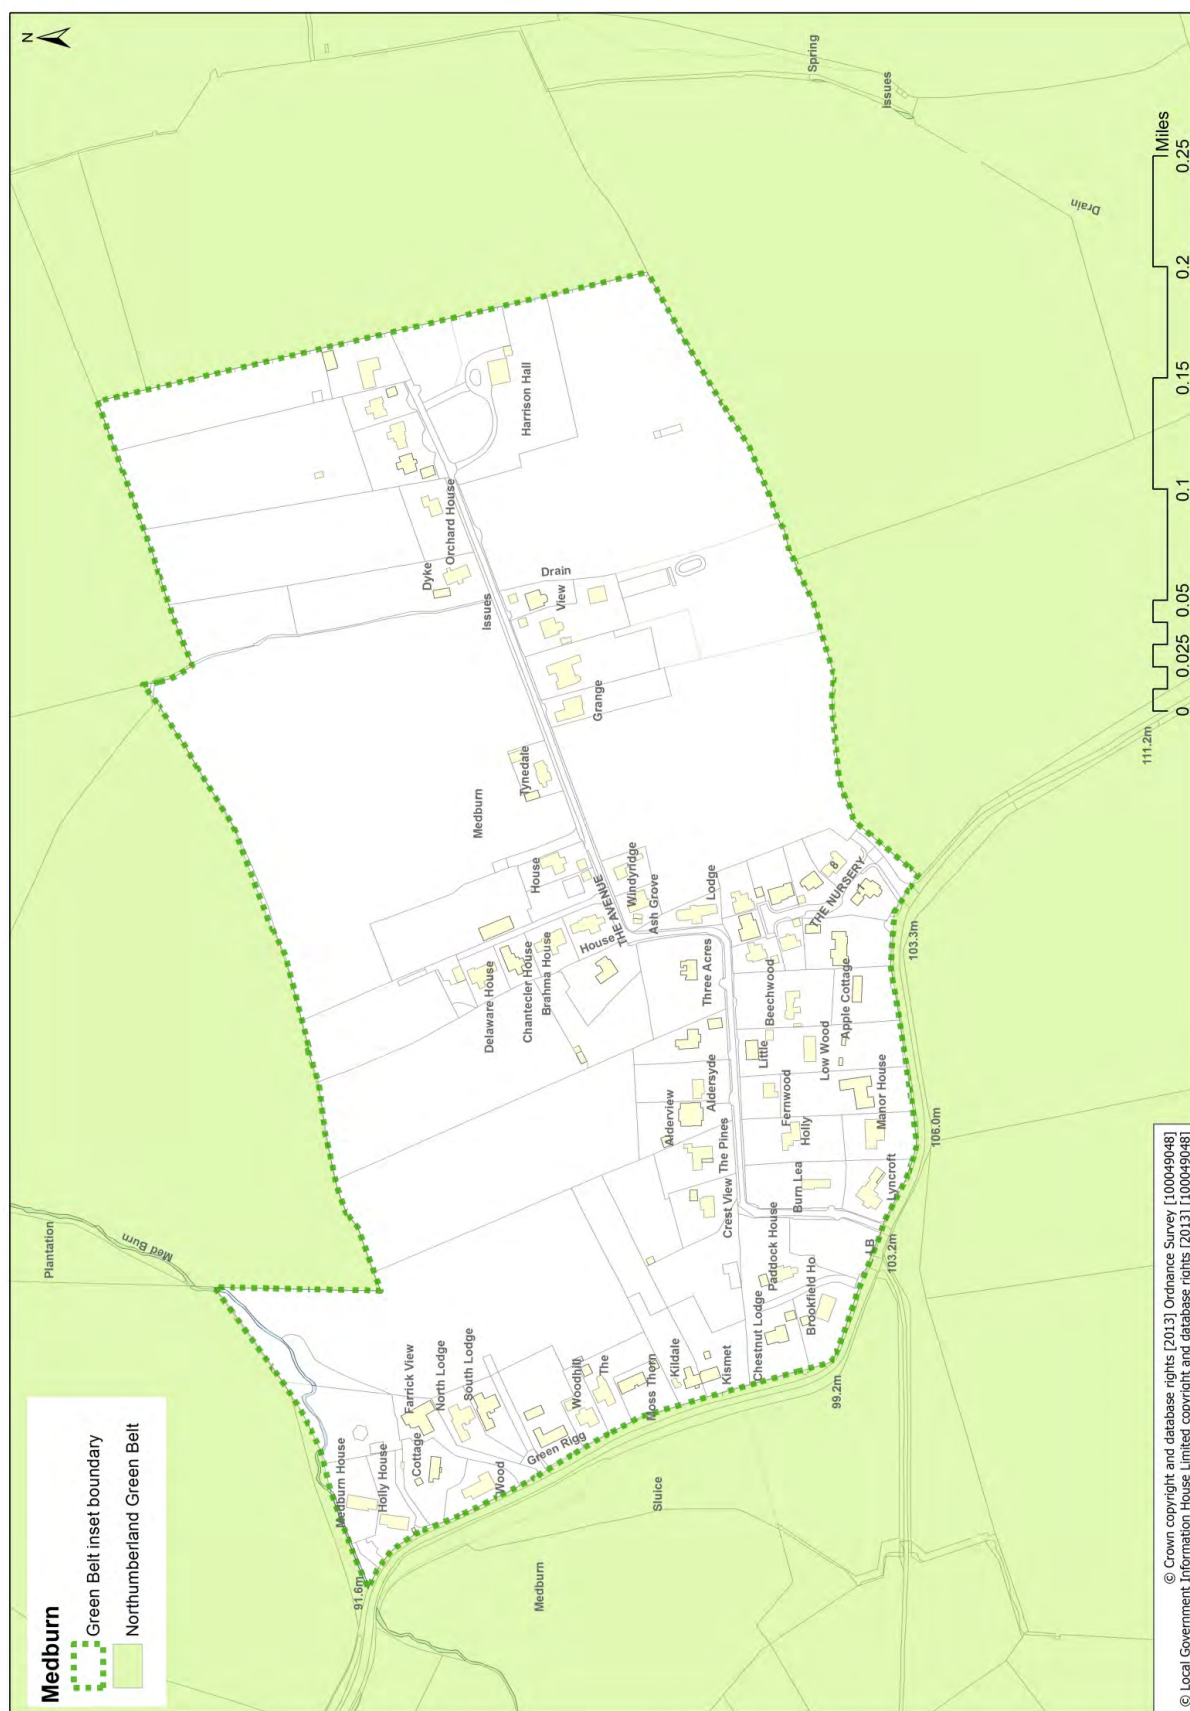 Medburn
Green Belt inset boundary
Northumberland Green Belt
N
Plantation
Med Burn
Spring
Issues
Drain
Medburn House
Holly House
Farrick View
North Lodge
South Lodge
Cottage
Wood
Green Rigg
Woodhill
The
Moss Thorn
Kildale
Kismet
91.6m
Sluice
Medburn
Chestnut Lodge
Brookfield Ho
Paddock House
Crest View
The Pines
Alderview
Aldersyde
Three Acres
Burn Lea
Holly
Fernwood
Little
Beechwood
Low Wood
Apple Cottage
Manor House
Lyncroft
LB
99.2m
103.2m
106.0m
103.3m
111.2m
Delaware House
Chantecler House
Brahma House
House
THE AVENUE
House
Windyridge
Ash Grove
Lodge
THE NURSERY
1
8
Medburn
Tynedale
Grange
View
Drain
Issues
Dyke
Orchard House
Harrison Hall
Miles
0 0.025 0.05 0.1 0.15 0.2 0.25
© Crown copyright and database rights [2013] Ordnance Survey [100049048]
© Local Government Information House Limited copyright and database rights [2013] [100049048]